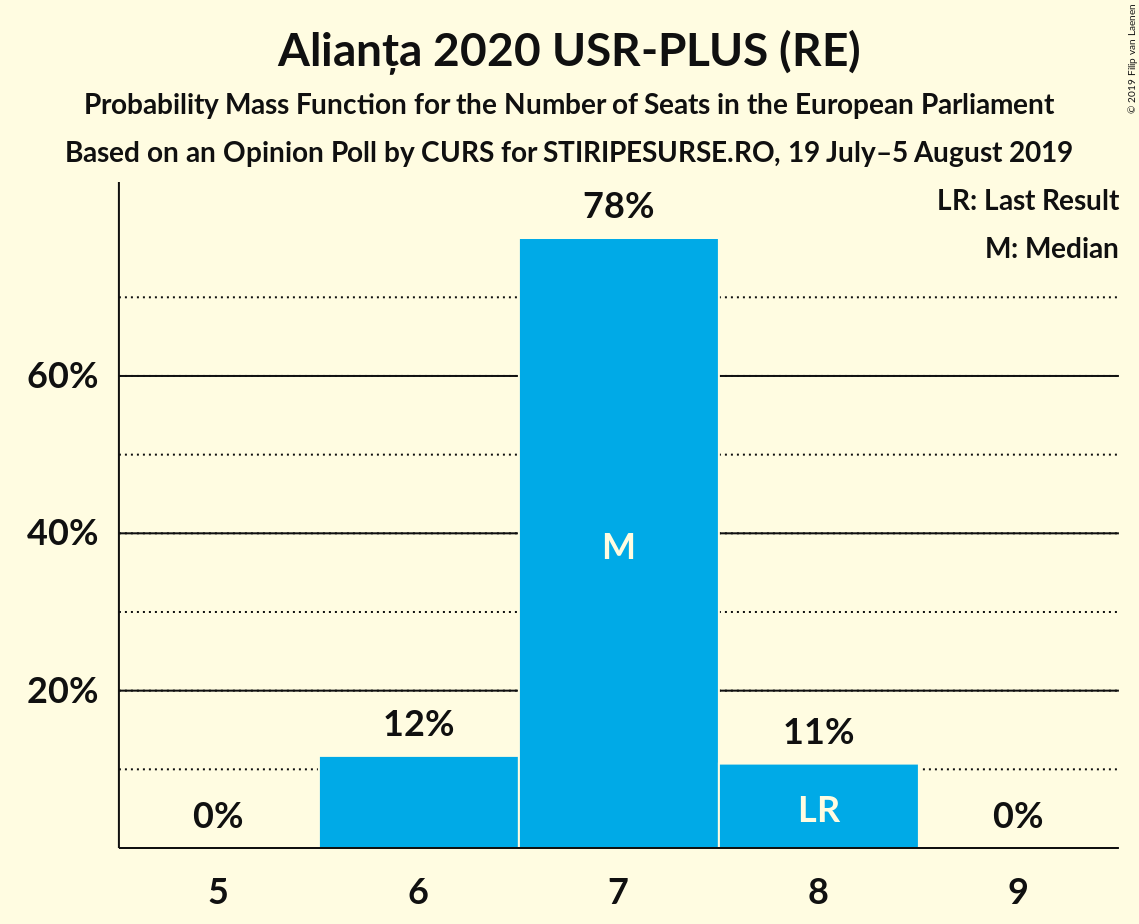 Alianța 2020 USR-PLUS (RE)
Probability Mass Function for the Number of Seats in the European Parliament
Based on an Opinion Poll by CURS for STIRIPESURSE.RO, 19 July–5 August 2019
© 2019 Filip van Laenen
LR: Last Result
M: Median
78%
60%
40%
M
20%
12%
11%
LR
0%
0%
5 6 7 8 9